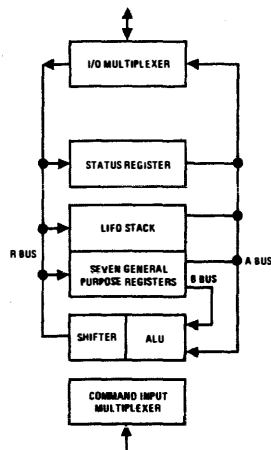 I/O MULTIPLEXER
STATUS REGISTER
LIFO STACK
R BUS
A BUS
SEVEN GENERAL
PURPOSE REGISTERS
B BUS
SHIFTER
ALU
COMMAND INPUT
MULTIPLEXER